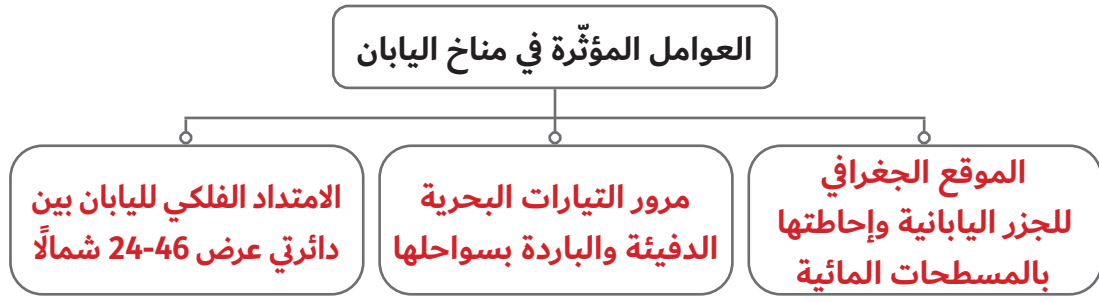 العوامل المؤثّرة في مناخ اليابان
الموقع الجغرافي
للجزر اليابانية وإحاطتها
بالمسطحات المائية
مرور التيارات البحرية
الدفيئة والباردة بسواحلها
الامتداد الفلكي لليابان بين
دائرتي عرض 46-24 شمالًا